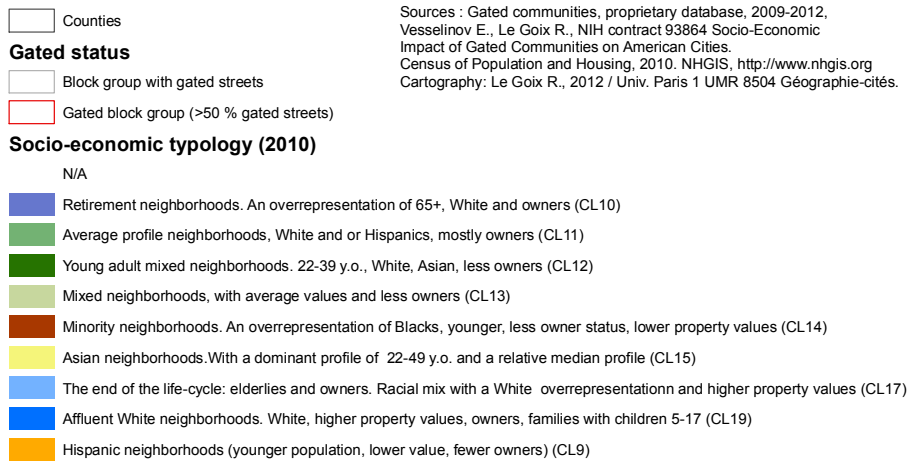 Counties
Gated status
Block group with gated streets
Gated block group (>50 % gated streets)
Sources : Gated communities, proprietary database, 2009-2012,
Vesselinov E., Le Goix R., NIH contract 93864 Socio-Economic
Impact of Gated Communities on American Cities.
Census of Population and Housing, 2010. NHGIS, http://www.nhgis.org
Cartography: Le Goix R., 2012 / Univ. Paris 1 UMR 8504 Géographie-cités.
Socio-economic typology (2010)
N/A
Retirement neighborhoods. An overrepresentation of 65+, White and owners (CL10)
Average profile neighborhoods, White and or Hispanics, mostly owners (CL11)
Young adult mixed neighborhoods. 22-39 y.o., White, Asian, less owners (CL12)
Mixed neighborhoods, with average values and less owners (CL13)
Minority neighborhoods. An overrepresentation of Blacks, younger, less owner status, lower property values (CL14)
Asian neighborhoods.With a dominant profile of 22-49 y.o. and a relative median profile (CL15)
The end of the life-cycle: elderlies and owners. Racial mix with a White overrepresentationn and higher property values (CL17)
Affluent White neighborhoods. White, higher property values, owners, families with children 5-17 (CL19)
Hispanic neighborhoods (younger population, lower value, fewer owners) (CL9)